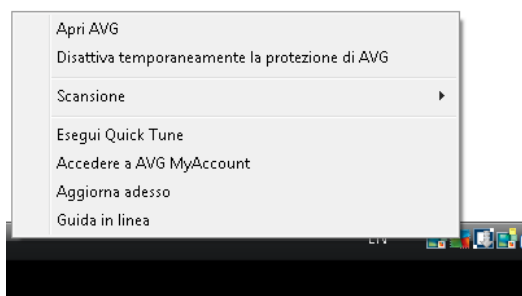 Apri AVG
Disattiva temporaneamente la protezione di AVG
Scansione
Esegui Quick Tune
Accedere a AVG MyAccount
Aggiorna adesso
Guida in linea